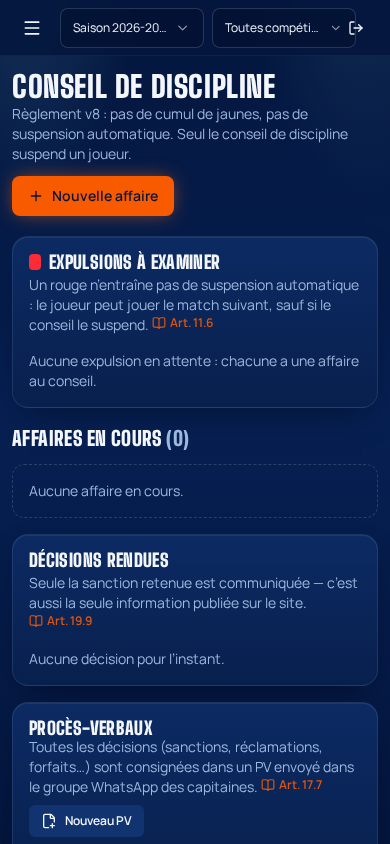 Saison 2026-20...
Toutes compéti...
CONSEIL DE DISCIPLINE
Règlement v8 : pas de cumul de jaunes, pas de
suspension automatique. Seul le conseil de discipline
suspend un joueur.
Nouvelle affaire
EXPULSIONS À EXAMINER
Un rouge n'entraîne pas de suspension automatique
: le joueur peut jouer le match suivant, sauf si le
conseil le suspend. Art. 11.6
Aucune expulsion en attente : chacune a une affaire
au conseil.
AFFAIRES EN COURS (0)
Aucune affaire en cours.
DÉCISIONS RENDUES
Seule la sanction retenue est communiquée — c'est
aussi la seule information publiée sur le site.
Art. 19.9
Aucune décision pour l'instant.
PROCÈS-VERBAUX
Toutes les décisions (sanctions, réclamations,
forfaits…) sont consignées dans un PV envoyé dans
le groupe WhatsApp des capitaines. Art. 17.7
Nouveau PV